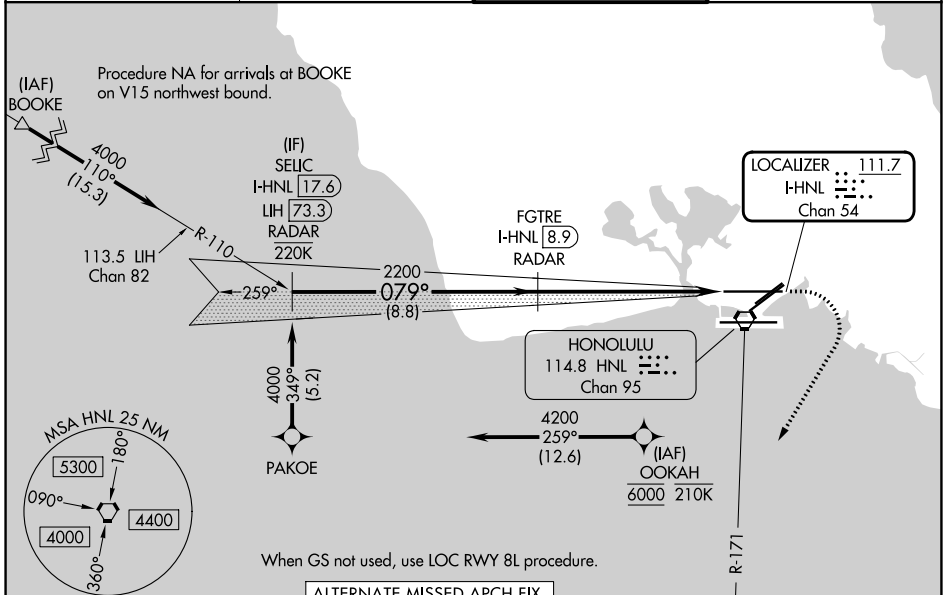 Procedure NA for arrivals at BOOKE
on V15 northwest bound.
(IAF)
BOOKE
4000
110°
(15.3)
R-110
113.5 LIH
Chan 82
(IF)
SELIC
I-HNL 17.6
LIH 73.3
RADAR
220K
FGTRE
I-HNL 8.9
RADAR
LOCALIZER 111.7
I-HNL
Chan 54
2200
259°
079°
(8.8)
HONOLULU
114.8 HNL
Chan 95
4000
349°
(5.2)
PAKOE
4200
259°
(12.6)
(IAF)
OOKAH
6000 210K
R-171
MSA HNL 25 NM
5300
180°
090°
4400
4000
360°
When GS not used, use LOC RWY 8L procedure.
ALTERNATE MISSED APCH FIX